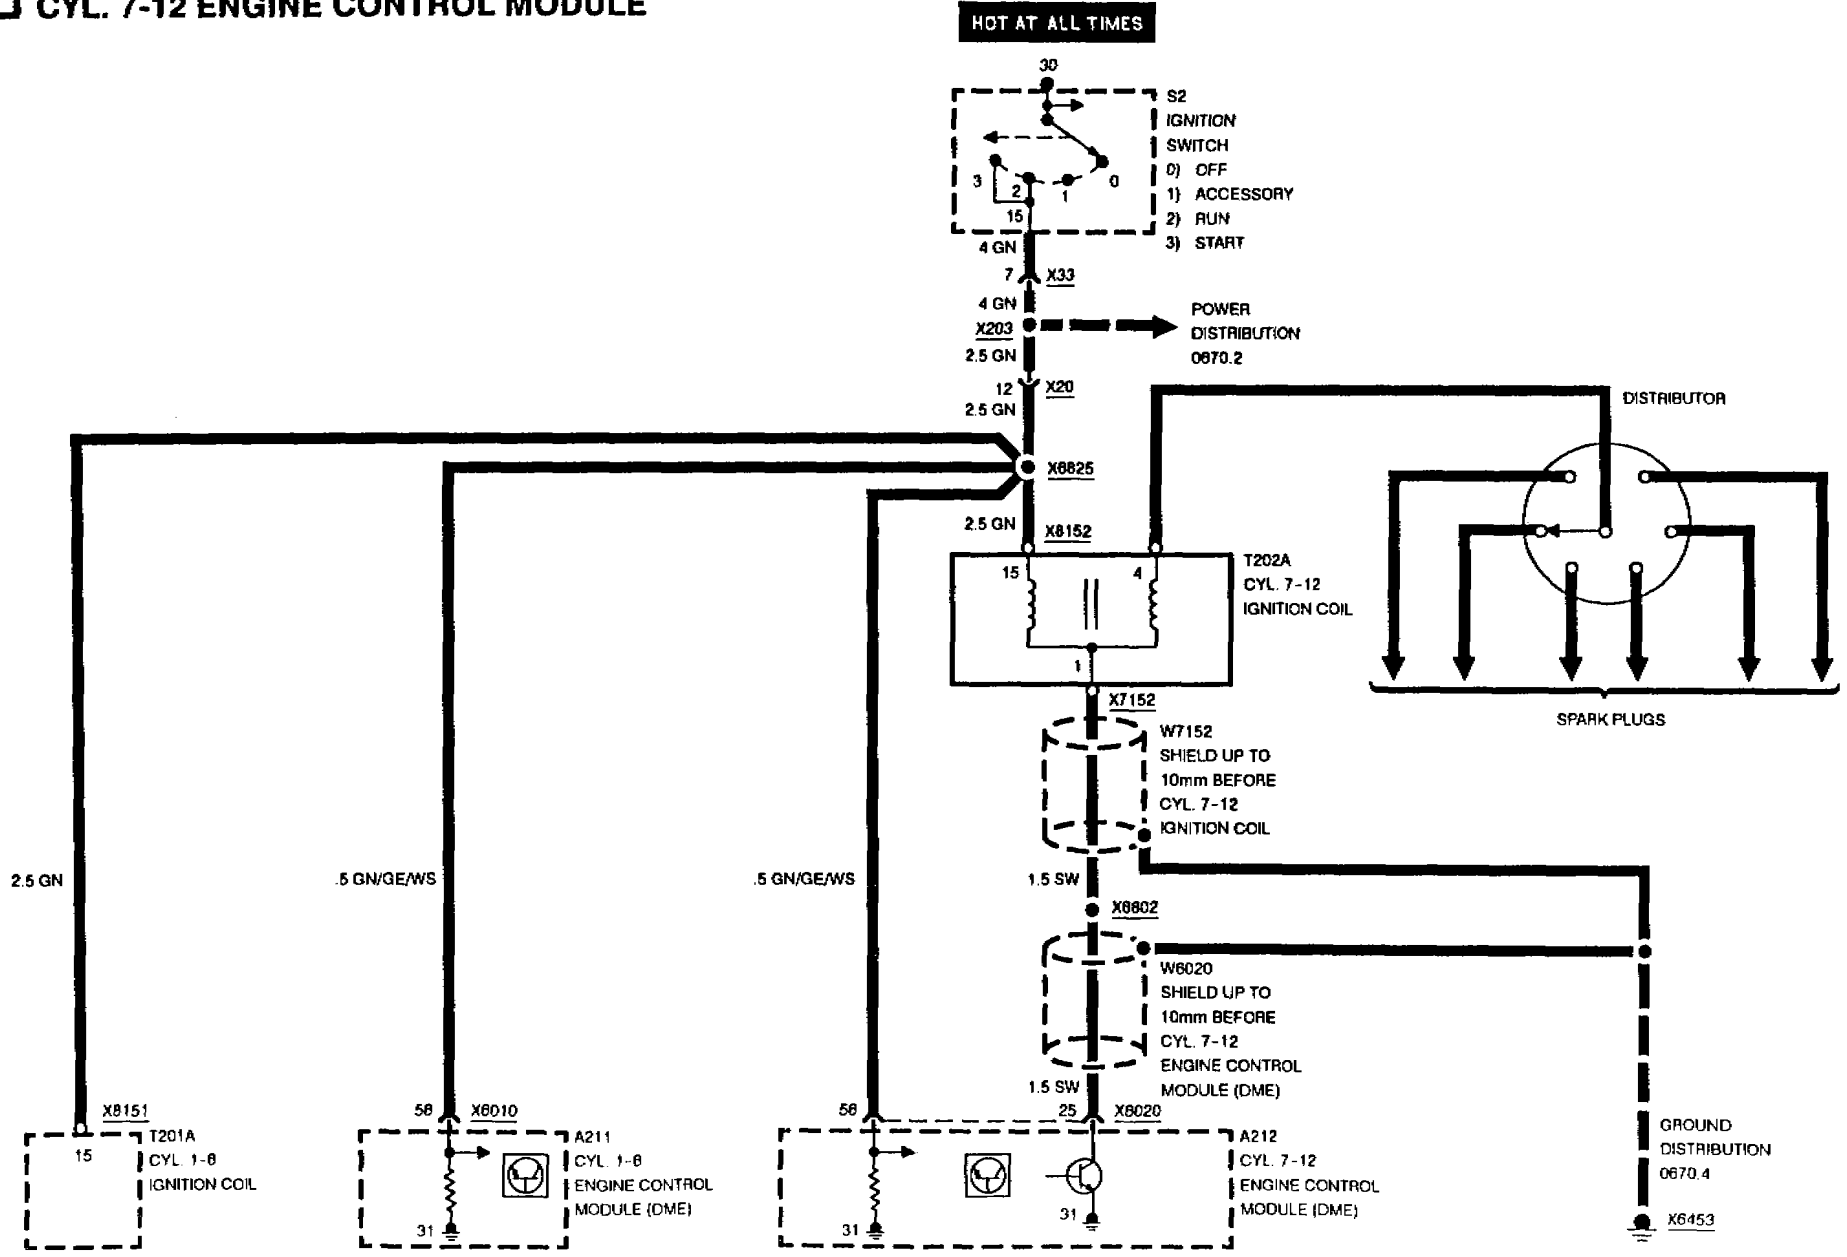 CYL. 7-12 ENGINE CONTROL MODULE
HOT AT ALL TIMES
30
S2
IGNITION
SWITCH
0) OFF
1) ACCESSORY
2) RUN
3) START
3
2
1
0
15
4 GN
7
X33
4 GN
X203
POWER
DISTRIBUTION
0670.2
2.5 GN
12
X20
2.5 GN
DISTRIBUTOR
X6825
2.5 GN
X8152
15
4
T202A
CYL. 7-12
IGNITION COIL
1
X7152
SPARK PLUGS
W7152
SHIELD UP TO
10mm BEFORE
CYL. 7-12
IGNITION COIL
2.5 GN
.5 GN/GE/WS
.5 GN/GE/WS
1.5 SW
X6802
W6020
SHIELD UP TO
10mm BEFORE
CYL. 7-12
ENGINE CONTROL
MODULE (DME)
1.5 SW
X8151
56
X6010
56
25
X6020
T201A
CYL. 1-6
IGNITION COIL
15
A211
CYL. 1-6
ENGINE CONTROL
MODULE (DME)
31
A212
CYL. 7-12
ENGINE CONTROL
MODULE (DME)
31
31
GROUND
DISTRIBUTION
0670.4
X6453